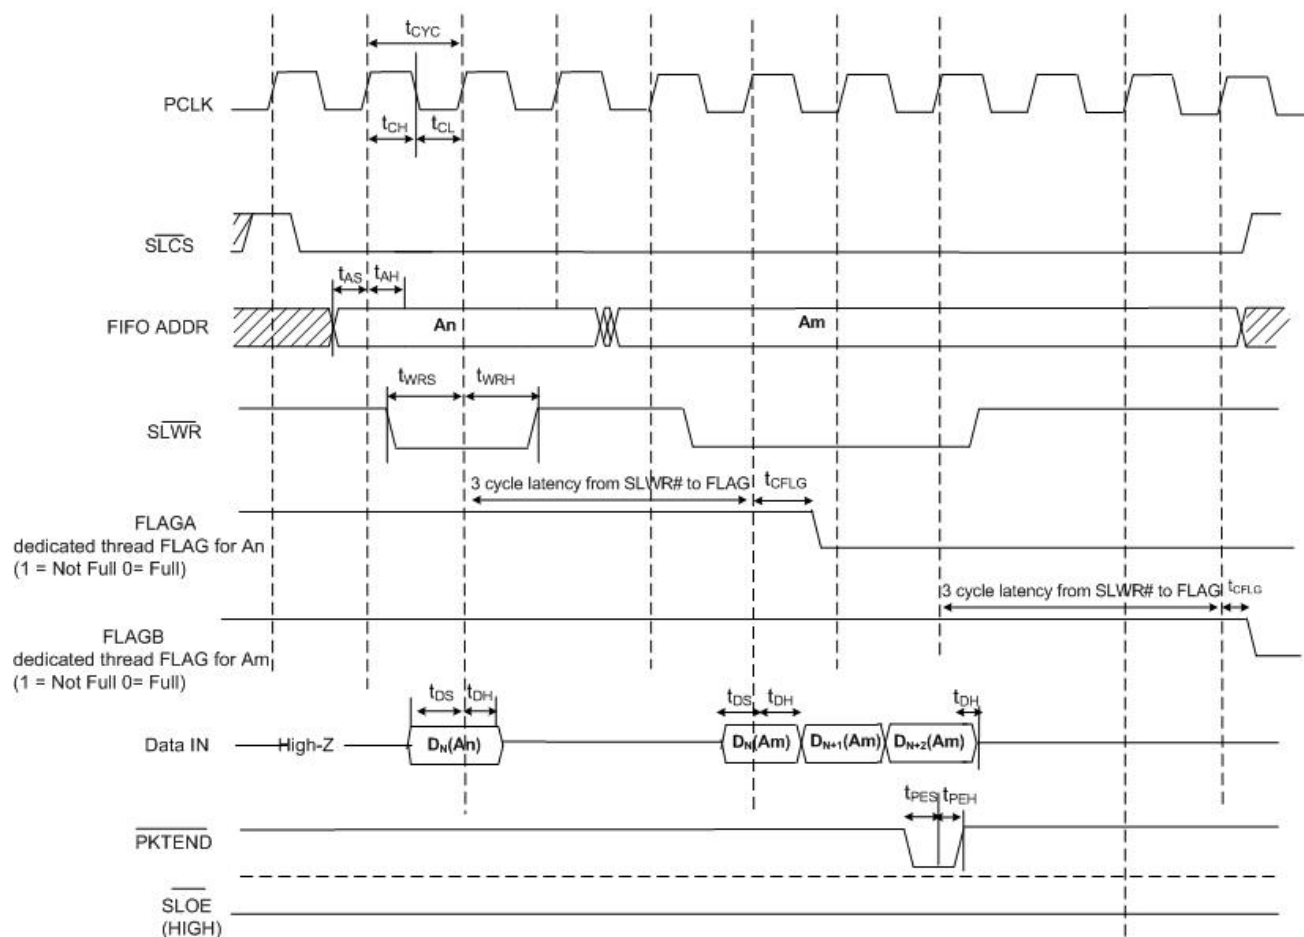 tCYC
PCLK
tCH tCL
SLCS
tAS tAH
FIFO ADDR An Am
tWRS tWRH
SLWR
3 cycle latency from SLWR# to FLAG tCFLG
FLAGA
dedicated thread FLAG for An
(1 = Not Full 0= Full)
3 cycle latency from SLWR# to FLAG tCFLG
FLAGB
dedicated thread FLAG for Am
(1 = Not Full 0= Full)
tDS tDH tDS tDH tDH
Data IN High-Z DN(An) DN(Am) DN+1(Am) DN+2(Am)
tPES tPEH
PKTEND
SLOE
(HIGH)